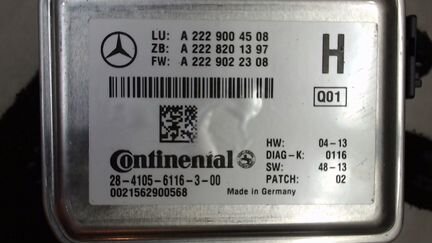 LU: A 222 900 45 08
ZB: A 222 820 13 97
FW: A 222 902 23 08
H
Q01
Continental
28-4105-6116-3-00
0021562900568
HW: 04-13
DIAG-K: 0116
SW: 48-13
PATCH: 02
Made in Germany